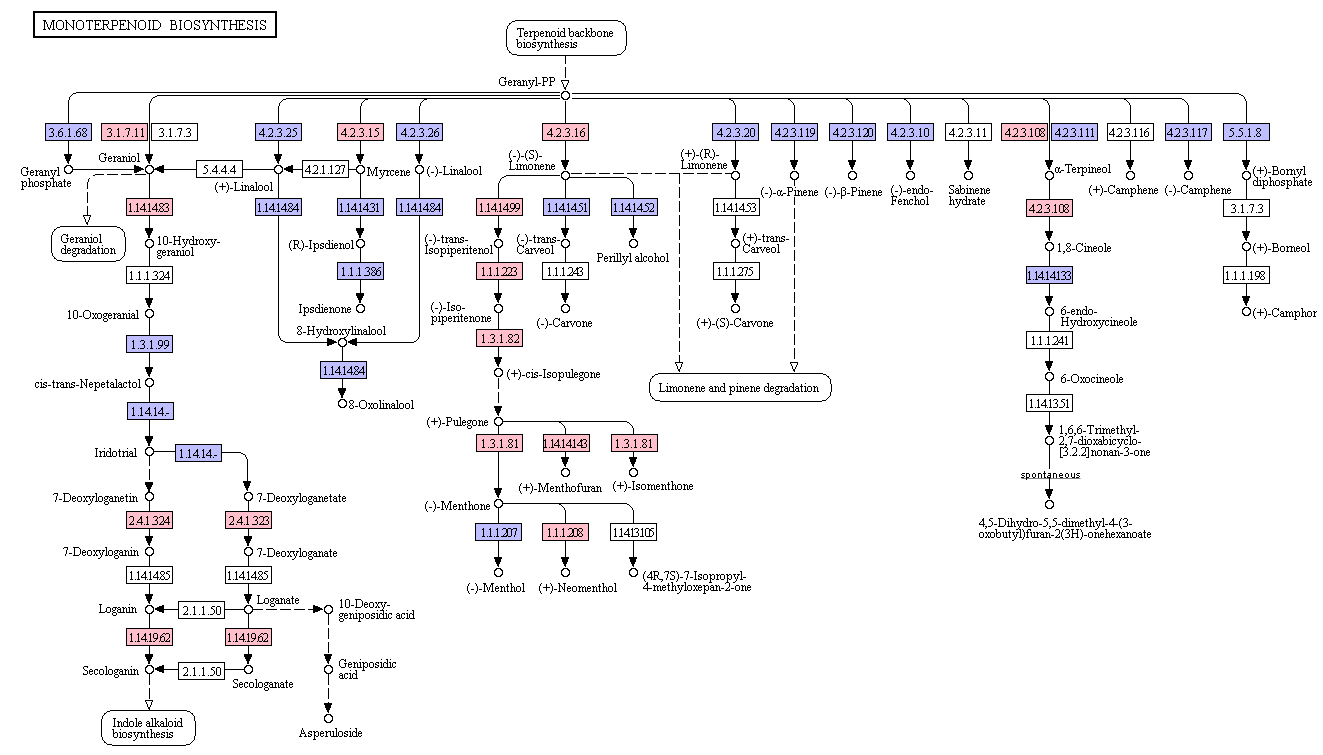 MONOTERPENOID BIOSYNTHESIS
Terpenoid backbone
biosynthesis
Geranyl-PP
3.6.1.68
3.1.7.11
3.1.7.3
4.2.3.25
4.2.3.15
4.2.3.26
4.2.3.16
4.2.3.20
4.2.3.119
4.2.3.120
4.2.3.10
4.2.3.11
4.2.3.108
4.2.3.111
4.2.3.116
4.2.3.117
5.5.1.8
Geranyl
phosphate
Geraniol
5.4.4.4
(+)-Linalool
4.2.1.127
Myrcene
(-)-Linalool
(-)-(S)-
Limonene
(+)-(R)-
Limonene
(-)-α-Pinene
(-)-β-Pinene
(-)-endo-
Fenchol
Sabinene
hydrate
α-Terpineol
(+)-Camphene
(-)-Camphene
(+)-Bornyl
diphosphate
1.14.14.83
1.14.14.84
1.14.14.31
1.14.14.84
1.14.14.99
1.14.14.51
1.14.14.52
1.14.14.53
4.2.3.108
3.1.7.3
Geraniol
degradation
10-Hydroxy-
geraniol
(R)-Ipsdienol
(-)-trans-
Isopiperitenol
(-)-trans-
Carveol
Perillyl alcohol
(+)-trans-
Carveol
1,8-Cineole
(+)-Borneol
1.1.1.324
1.1.1.386
1.1.1.223
1.1.1.243
1.1.1.275
1.14.14.133
1.1.1.198
10-Oxogeranial
Ipsdienone
(-)-Iso-
piperitenone
(-)-Carvone
(+)-(S)-Carvone
6-endo-
Hydroxycineole
(+)-Camphor
8-Hydroxylinalool
1.3.1.99
1.3.1.82
1.1.1.241
1.14.14.84
cis-trans-Nepetalactol
(+)-cis-Isopulegone
Limonene and pinene degradation
6-Oxocineole
8-Oxolinalool
1.14.14.-
1.14.13.51
(+)-Pulegone
1,6,6-Trimethyl-
2,7-dioxabicyclo-
[3.2.2]nonan-3-one
1.3.1.81
1.14.14.143
1.3.1.81
Iridotrial
1.14.14.-
spontaneous
(+)-Menthofuran
(+)-Isomenthone
7-Deoxyloganetin
7-Deoxyloganetate
(-)-Menthone
4,5-Dihydro-5,5-dimethyl-4-(3-
oxobutyl)furan-2(3H)-onehexanoate
2.4.1.324
2.4.1.323
1.1.1.207
1.1.1.208
1.14.13.105
7-Deoxyloganin
7-Deoxyloganate
1.14.14.85
1.14.14.85
(-)-Menthol
(+)-Neomenthol
(4R,7S)-7-Isopropyl-
4-methyloxepan-2-one
Loganin
2.1.1.50
Loganate
10-Deoxy-
geniposidic acid
1.14.19.62
1.14.19.62
Secologanin
2.1.1.50
Secologanate
Geniposidic
acid
Indole alkaloid
biosynthesis
Asperuloside